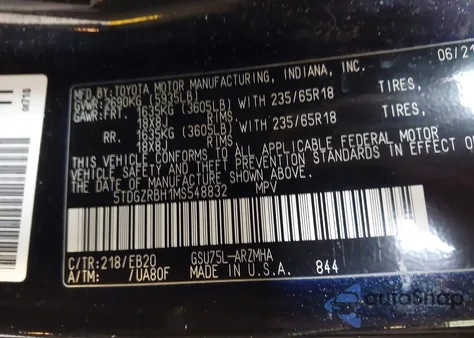 MFD.BY:TOYOTA MOTOR MANUFACTURING, INDIANA, INC. 06/21
GVWR:2690KG (5935LB)
GAWR:FRT. 1635KG (3605LB) WITH 235/65R18 TIRES,
18X8J RIMS.
RR. 1635KG (3605LB) WITH 235/65R18 TIRES,
18X8J RIMS.
THIS VEHICLE CONFORMS TO ALL APPLICABLE FEDERAL MOTOR
VEHICLE SAFETY AND THEFT PREVENTION STANDARDS IN EFFECT ON
THE DATE OF MANUFACTURE SHOWN ABOVE.
5TDGZRBH1MS548832 MPV
C/TR:218/EB20 GSU75L-ARZMHA
A/TM: /UA80F MADE IN U.S.A. 844
autoSnap